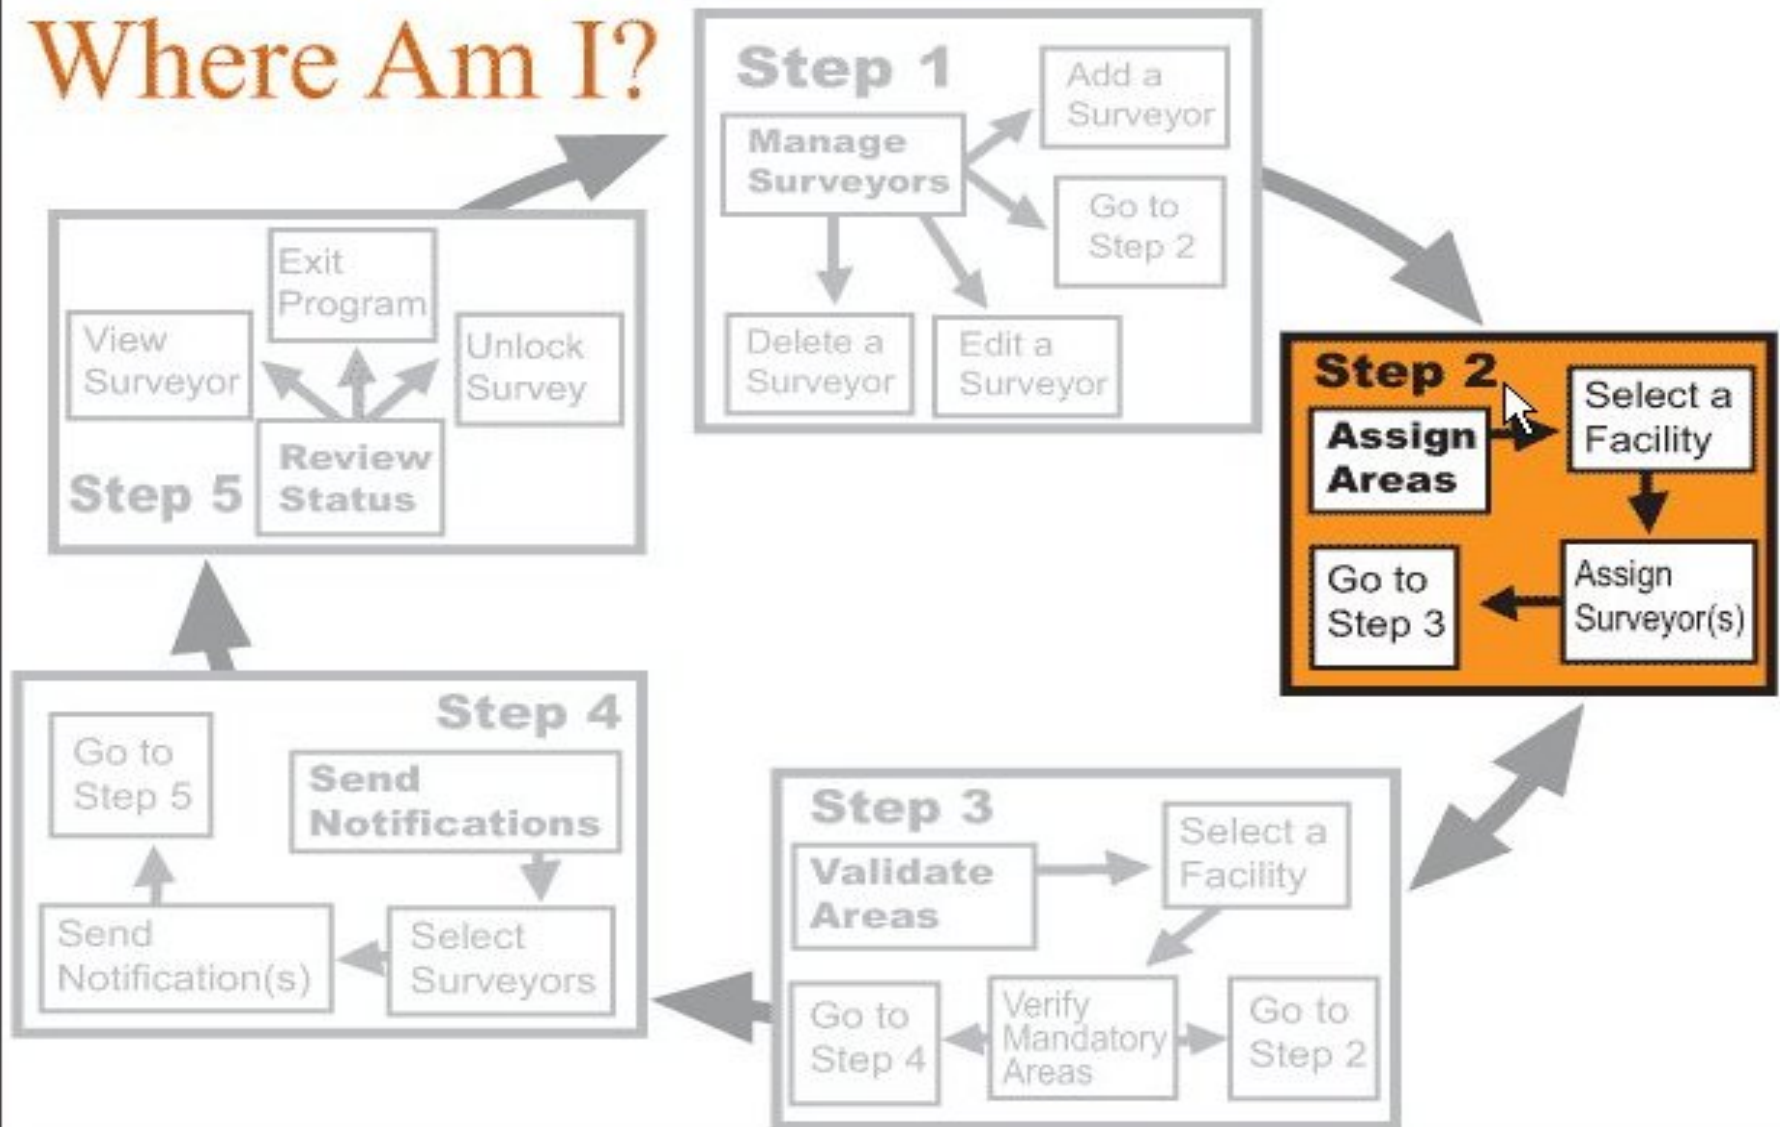 Where Am I?
Step 1
Manage
Surveyors
Add a
Surveyor
Go to
Step 2
Delete a
Surveyor
Edit a
Surveyor
Step 2
Assign
Areas
Select a
Facility
Assign
Surveyor(s)
Go to
Step 3
Step 3
Validate
Areas
Select a
Facility
Verify
Mandatory
Areas
Go to
Step 4
Go to
Step 2
Step 4
Send
Notifications
Select
Surveyors
Send
Notification(s)
Go to
Step 5
Step 5
Review
Status
View
Surveyor
Exit
Program
Unlock
Survey